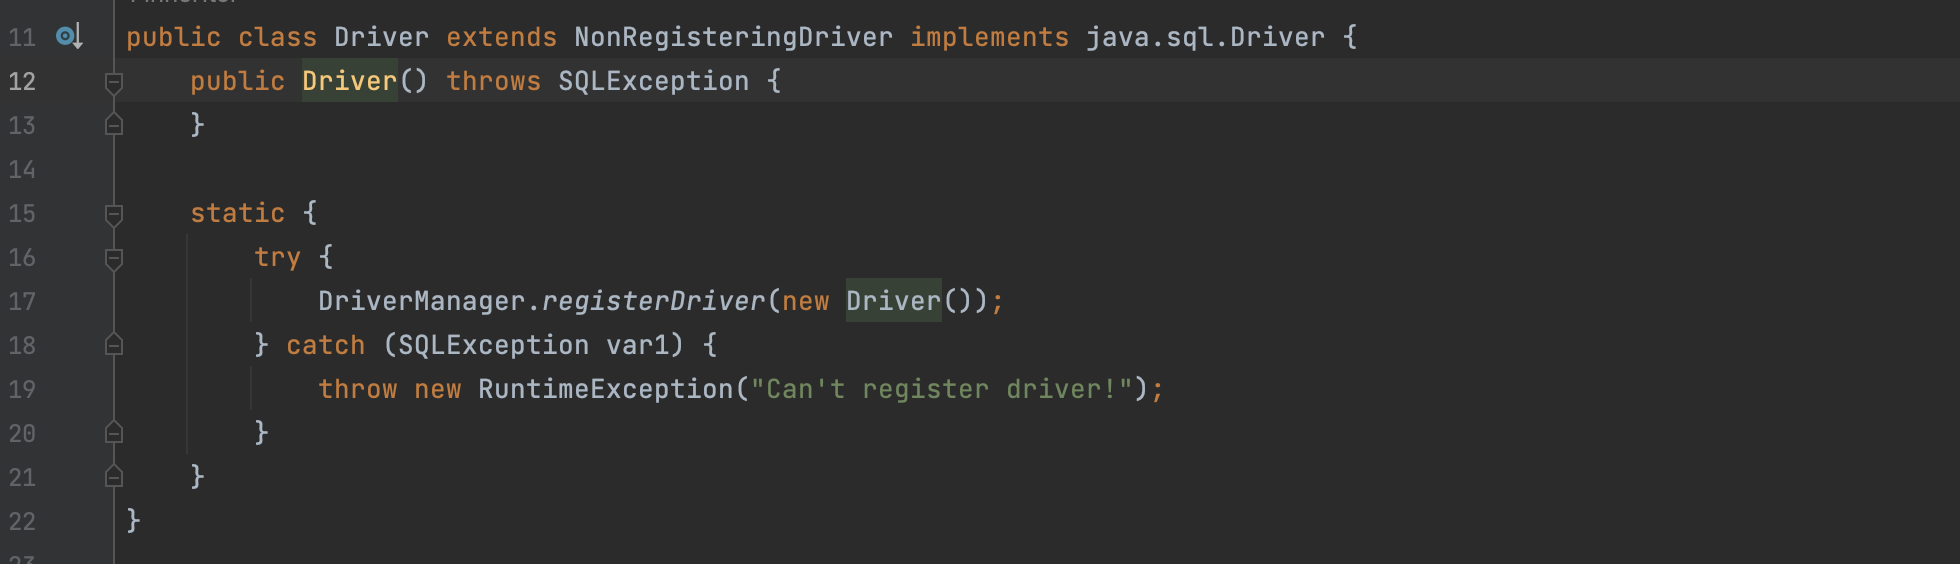 11 public class Driver extends NonRegisteringDriver implements java.sql.Driver {
12     public Driver() throws SQLException {
13     }
14
15     static {
16         try {
17             DriverManager.registerDriver(new Driver());
18         } catch (SQLException var1) {
19             throw new RuntimeException("Can't register driver!");
20         }
21     }
22 }